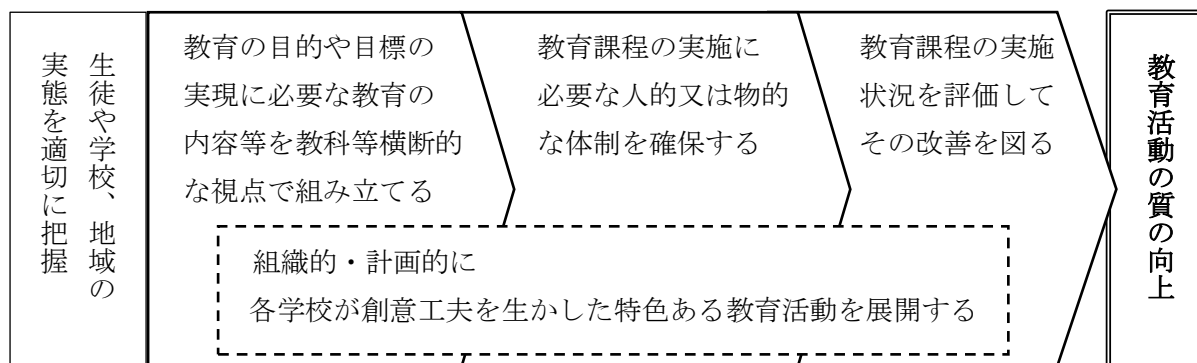 生徒や学校、地域の
実態を適切に把握
教育の目的や目標の
実現に必要な教育の
内容等を教科等横断的
な視点で組み立てる
教育課程の実施に
必要な人的又は物的
な体制を確保する
教育課程の実施
状況を評価して
その改善を図る
組織的・計画的に
各学校が創意工夫を生かした特色ある教育活動を展開する
教育活動の質の向上